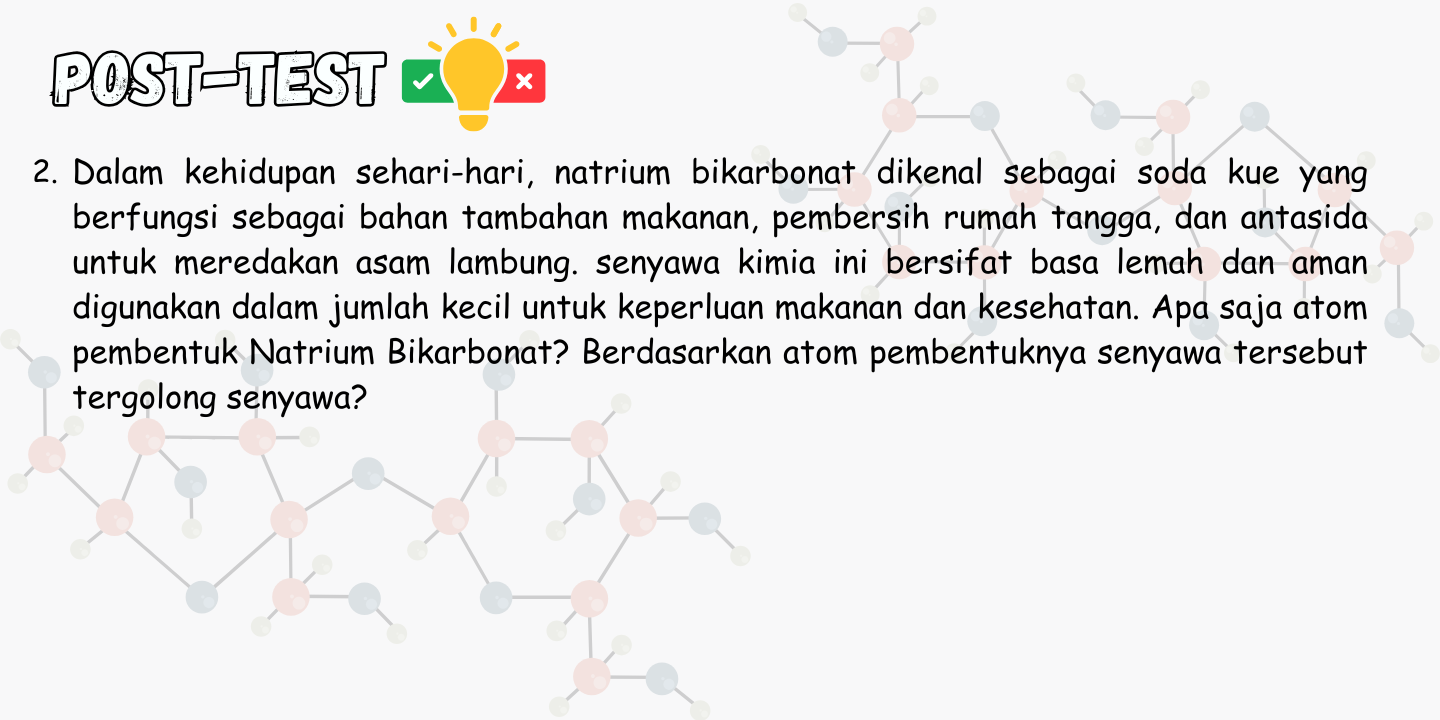 POST-TEST
2. Dalam kehidupan sehari-hari, natrium bikarbonat dikenal sebagai soda kue yang
berfungsi sebagai bahan tambahan makanan, pembersih rumah tangga, dan antasida
untuk meredakan asam lambung. senyawa kimia ini bersifat basa lemah dan aman
digunakan dalam jumlah kecil untuk keperluan makanan dan kesehatan. Apa saja atom
pembentuk Natrium Bikarbonat? Berdasarkan atom pembentuknya senyawa tersebut
tergolong senyawa?